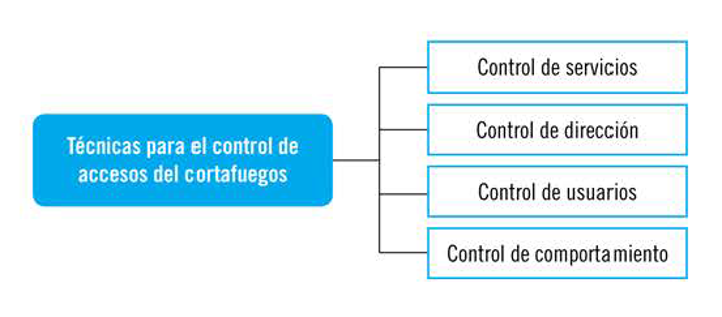 Técnicas para el control de
accesos del cortafuegos
Control de servicios
Control de dirección
Control de usuarios
Control de comportamiento